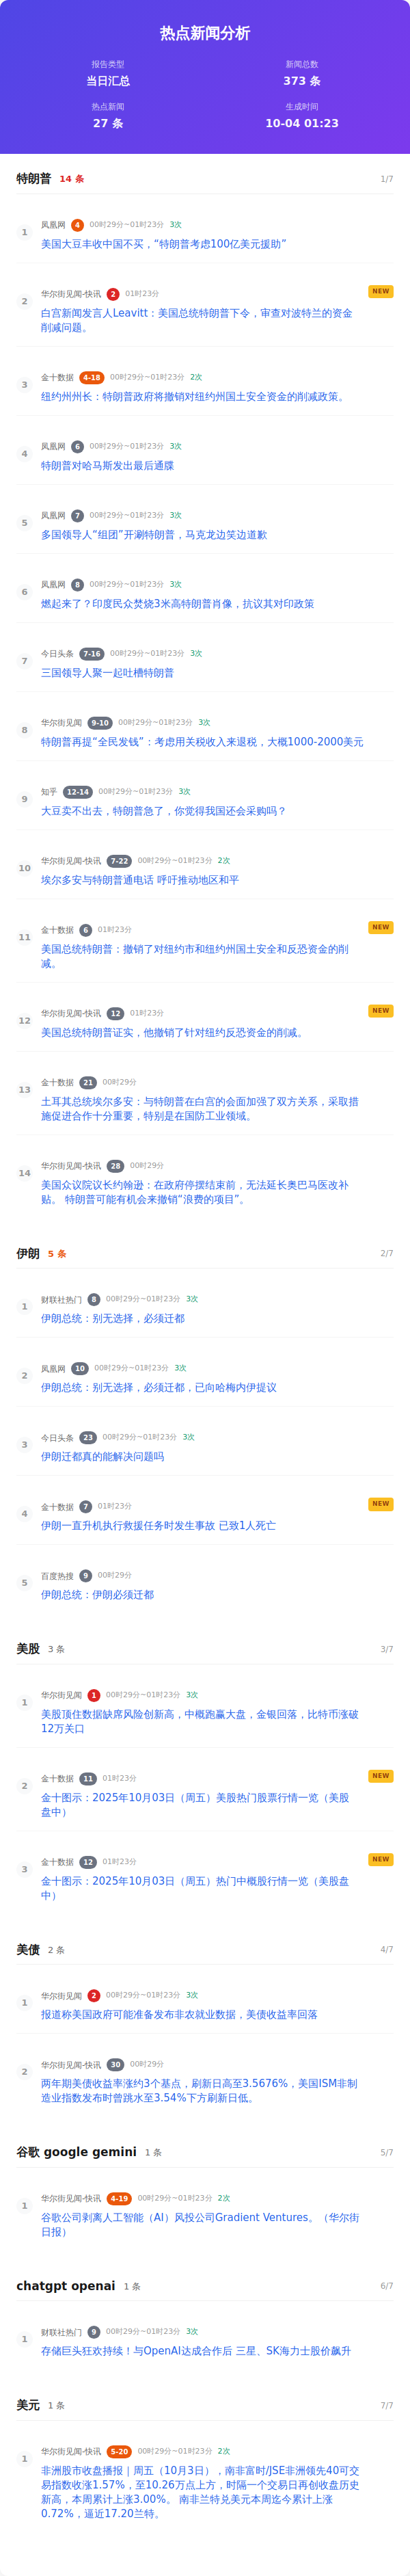 热点新闻分析
报告类型
新闻总数
当日汇总
373 条
热点新闻
生成时间
27 条
10-04 01:23
特朗普 14 条 1/7
1
凤凰网 4 00时29分~01时23分 3次
美国大豆丰收中国不买，“特朗普考虑100亿美元援助”
2
华尔街见闻-快讯 2 01时23分 NEW
白宫新闻发言人Leavitt：美国总统特朗普下令，审查对波特兰的资金
削减问题。
3
金十数据 4-18 00时29分~01时23分 2次
纽约州州长：特朗普政府将撤销对纽约州国土安全资金的削减政策。
4
凤凰网 6 00时29分~01时23分 3次
特朗普对哈马斯发出最后通牒
5
凤凰网 7 00时29分~01时23分 3次
多国领导人“组团”开涮特朗普，马克龙边笑边道歉
6
凤凰网 8 00时29分~01时23分 3次
燃起来了？印度民众焚烧3米高特朗普肖像，抗议其对印政策
7
今日头条 7-16 00时29分~01时23分 3次
三国领导人聚一起吐槽特朗普
8
华尔街见闻 9-10 00时29分~01时23分 3次
特朗普再提“全民发钱”：考虑用关税收入来退税，大概1000-2000美元
9
知乎 12-14 00时29分~01时23分 3次
大豆卖不出去，特朗普急了，你觉得我国还会采购吗？
10
华尔街见闻-快讯 7-22 00时29分~01时23分 2次
埃尔多安与特朗普通电话 呼吁推动地区和平
11
金十数据 6 01时23分 NEW
美国总统特朗普：撤销了对纽约市和纽约州国土安全和反恐资金的削
减。
12
华尔街见闻-快讯 12 01时23分 NEW
美国总统特朗普证实，他撤销了针对纽约反恐资金的削减。
13
金十数据 21 00时29分
土耳其总统埃尔多安：与特朗普在白宫的会面加强了两方关系，采取措
施促进合作十分重要，特别是在国防工业领域。
14
华尔街见闻-快讯 28 00时29分
美国众议院议长约翰逊：在政府停摆结束前，无法延长奥巴马医改补
贴。 特朗普可能有机会来撤销“浪费的项目”。
伊朗 5 条 2/7
1
财联社热门 8 00时29分~01时23分 3次
伊朗总统：别无选择，必须迁都
2
凤凰网 10 00时29分~01时23分 3次
伊朗总统：别无选择，必须迁都，已向哈梅内伊提议
3
今日头条 23 00时29分~01时23分 3次
伊朗迁都真的能解决问题吗
4
金十数据 7 01时23分 NEW
伊朗一直升机执行救援任务时发生事故 已致1人死亡
5
百度热搜 9 00时29分
伊朗总统：伊朗必须迁都
美股 3 条 3/7
1
华尔街见闻 1 00时29分~01时23分 3次
美股顶住数据缺席风险创新高，中概跑赢大盘，金银回落，比特币涨破
12万关口
2
金十数据 11 01时23分 NEW
金十图示：2025年10月03日（周五）美股热门股票行情一览（美股
盘中）
3
金十数据 12 01时23分 NEW
金十图示：2025年10月03日（周五）热门中概股行情一览（美股盘
中）
美债 2 条 4/7
1
华尔街见闻 2 00时29分~01时23分 3次
报道称美国政府可能准备发布非农就业数据，美债收益率回落
2
华尔街见闻-快讯 30 00时29分
两年期美债收益率涨约3个基点，刷新日高至3.5676%，美国ISM非制
造业指数发布时曾跳水至3.54%下方刷新日低。
谷歌 google gemini 1 条 5/7
1
华尔街见闻-快讯 4-19 00时29分~01时23分 2次
谷歌公司剥离人工智能（AI）风投公司Gradient Ventures。（华尔街
日报）
chatgpt openai 1 条 6/7
1
财联社热门 9 00时29分~01时23分 3次
存储巨头狂欢持续！与OpenAI达成合作后 三星、SK海力士股价飙升
美元 1 条 7/7
1
华尔街见闻-快讯 5-20 00时29分~01时23分 2次
非洲股市收盘播报｜周五（10月3日），南非富时/JSE非洲领先40可交
易指数收涨1.57%，至10.26万点上方，时隔一个交易日再创收盘历史
新高，本周累计上涨3.00%。 南非兰特兑美元本周迄今累计上涨
0.72%，逼近17.20兰特。